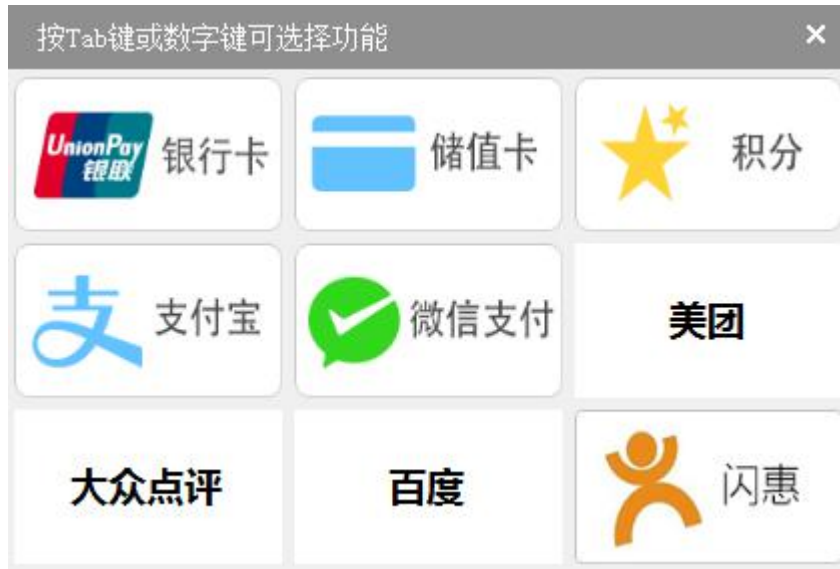 按Tab键或数字键可选择功能
UnionPay
银联
银行卡
储值卡
积分
支付宝
微信支付
美团
大众点评
百度
闪惠